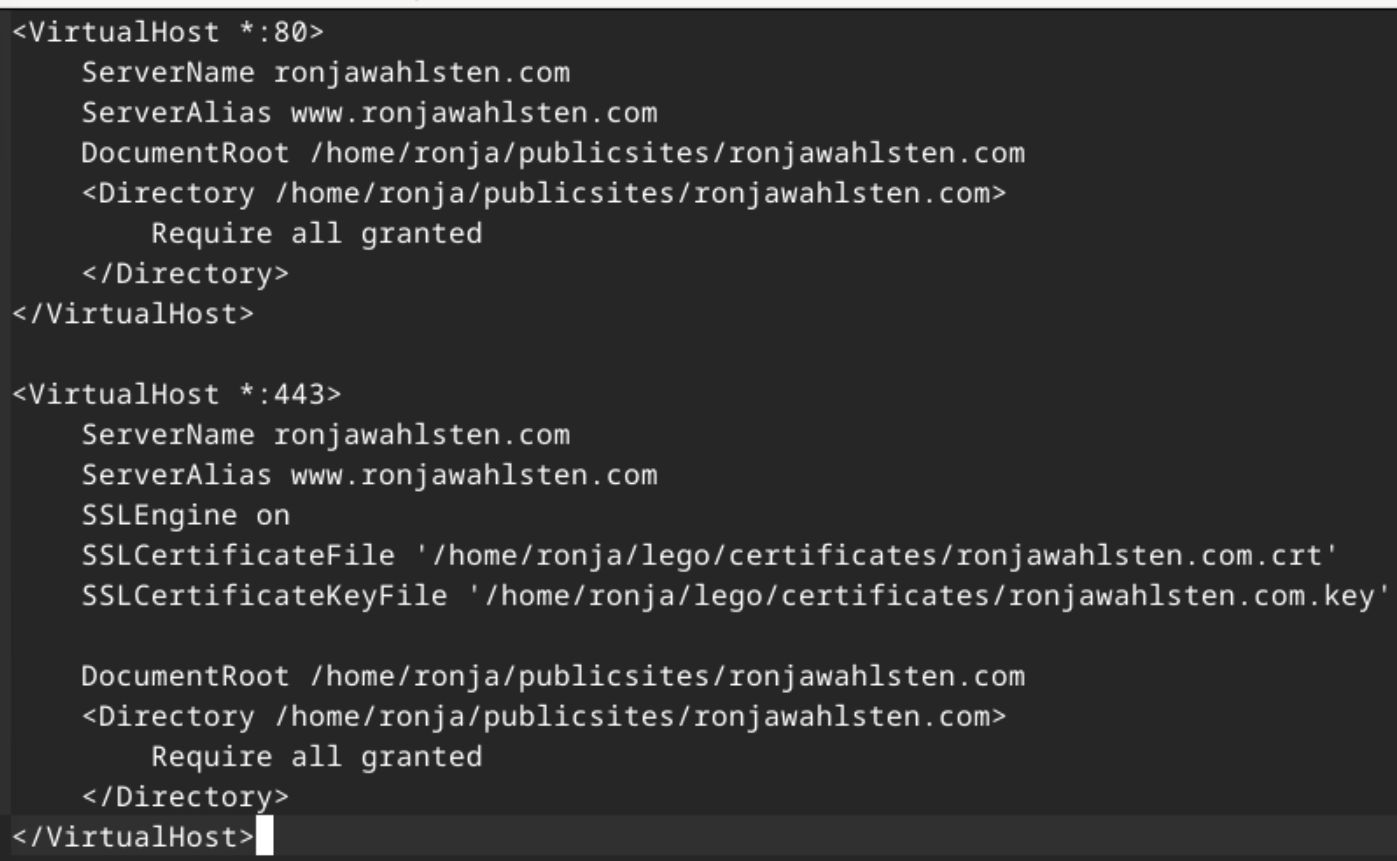 <VirtualHost *:80>
    ServerName ronjawahlsten.com
    ServerAlias www.ronjawahlsten.com
    DocumentRoot /home/ronja/publicsites/ronjawahlsten.com
    <Directory /home/ronja/publicsites/ronjawahlsten.com>
        Require all granted
    </Directory>
</VirtualHost>

<VirtualHost *:443>
    ServerName ronjawahlsten.com
    ServerAlias www.ronjawahlsten.com
    SSLEngine on
    SSLCertificateFile '/home/ronja/lego/certificates/ronjawahlsten.com.crt'
    SSLCertificateKeyFile '/home/ronja/lego/certificates/ronjawahlsten.com.key'

    DocumentRoot /home/ronja/publicsites/ronjawahlsten.com
    <Directory /home/ronja/publicsites/ronjawahlsten.com>
        Require all granted
    </Directory>
</VirtualHost>